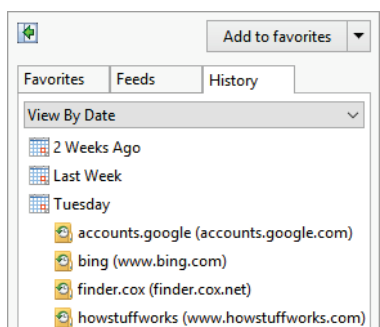 Add to favorites
Favorites Feeds History
View By Date
2 Weeks Ago
Last Week
Tuesday
accounts.google (accounts.google.com)
bing (www.bing.com)
finder.cox (finder.cox.net)
howstuffworks (www.howstuffworks.com)